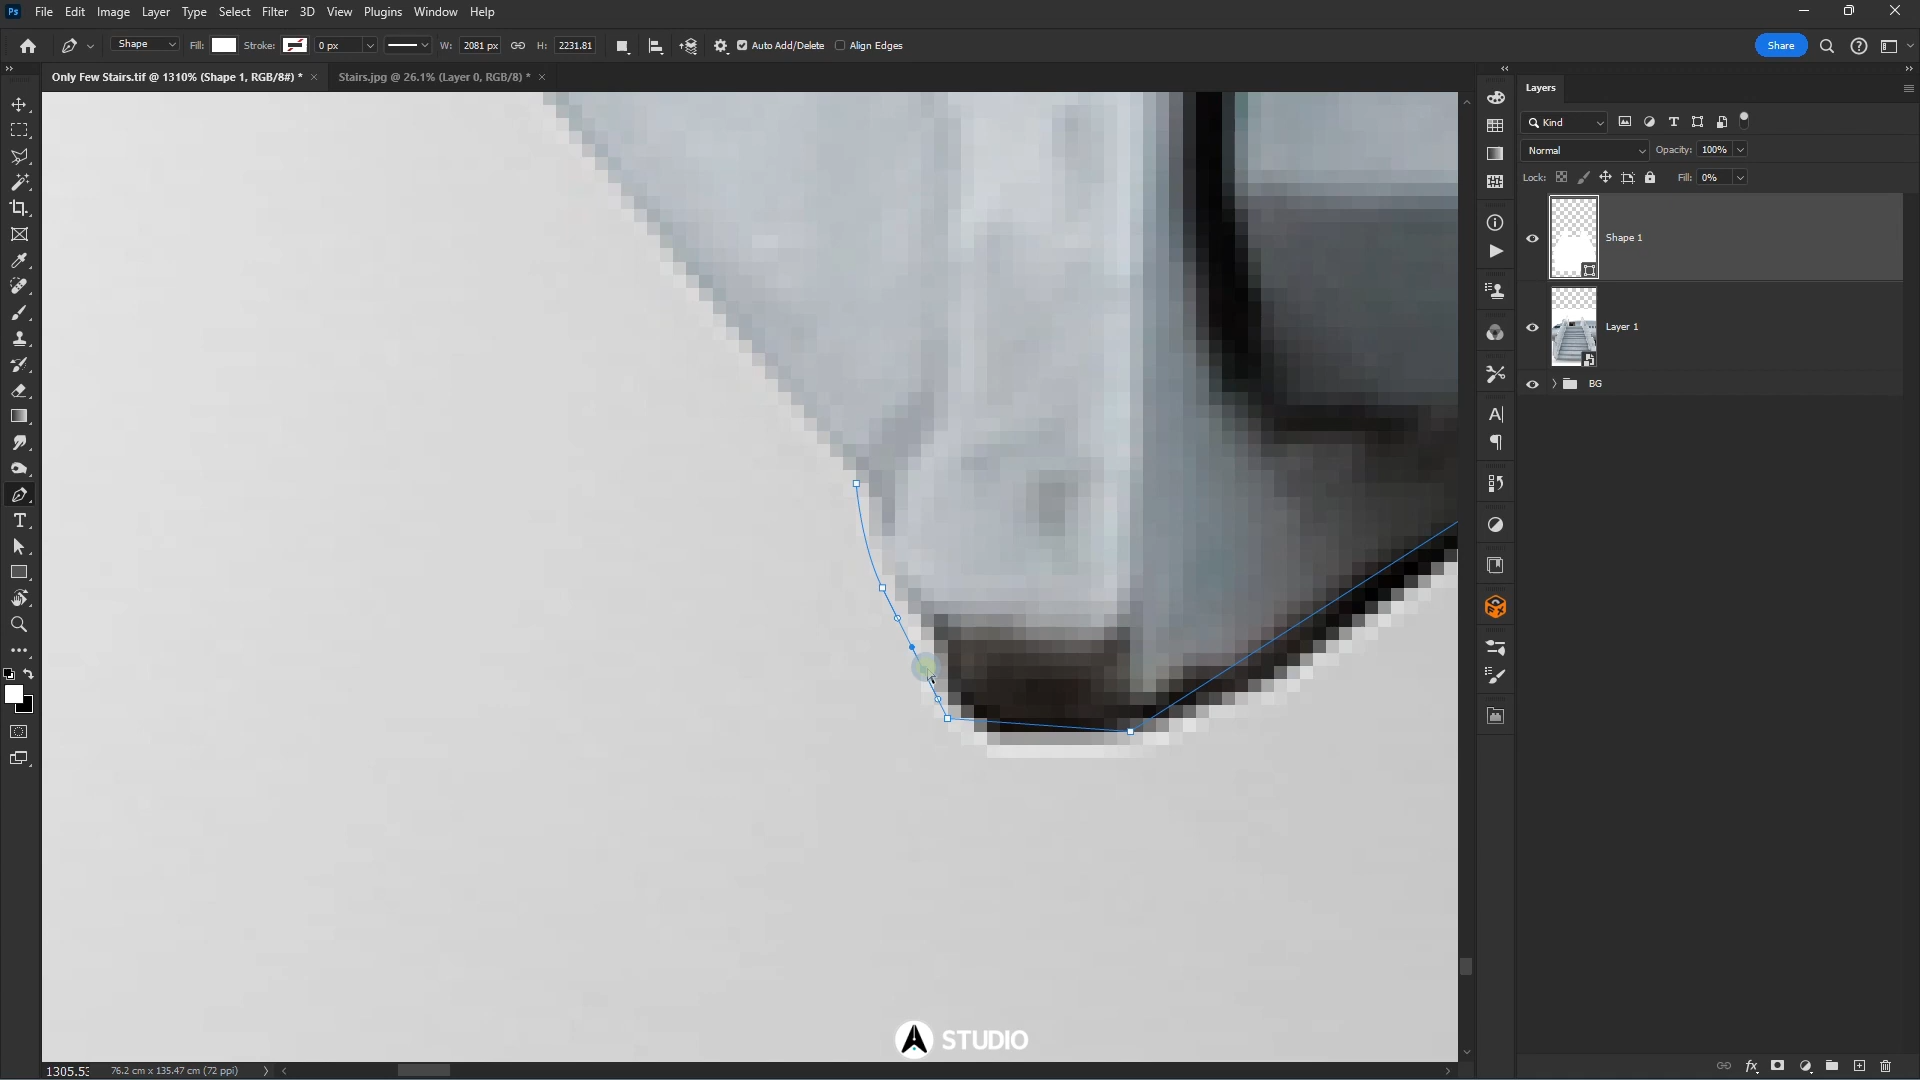 Ps File Edit Image Layer Type Select Filter 3D View Plugins Window Help
Shape Fill: Stroke: 0 px W: 2081 px H: 2231.81 Auto Add/Delete Align Edges Share
Only Few Stairs.tif @ 1310% (Shape 1, RGB/8#) * Stairs.jpg @ 26.1% (Layer 0, RGB/8) *
Layers
Kind
Normal Opacity: 100%
Lock: Fill: 0%
Shape 1
Layer 1
BG
STUDIO
1305.53 76.2 cm x 135.47 cm (72 ppi)